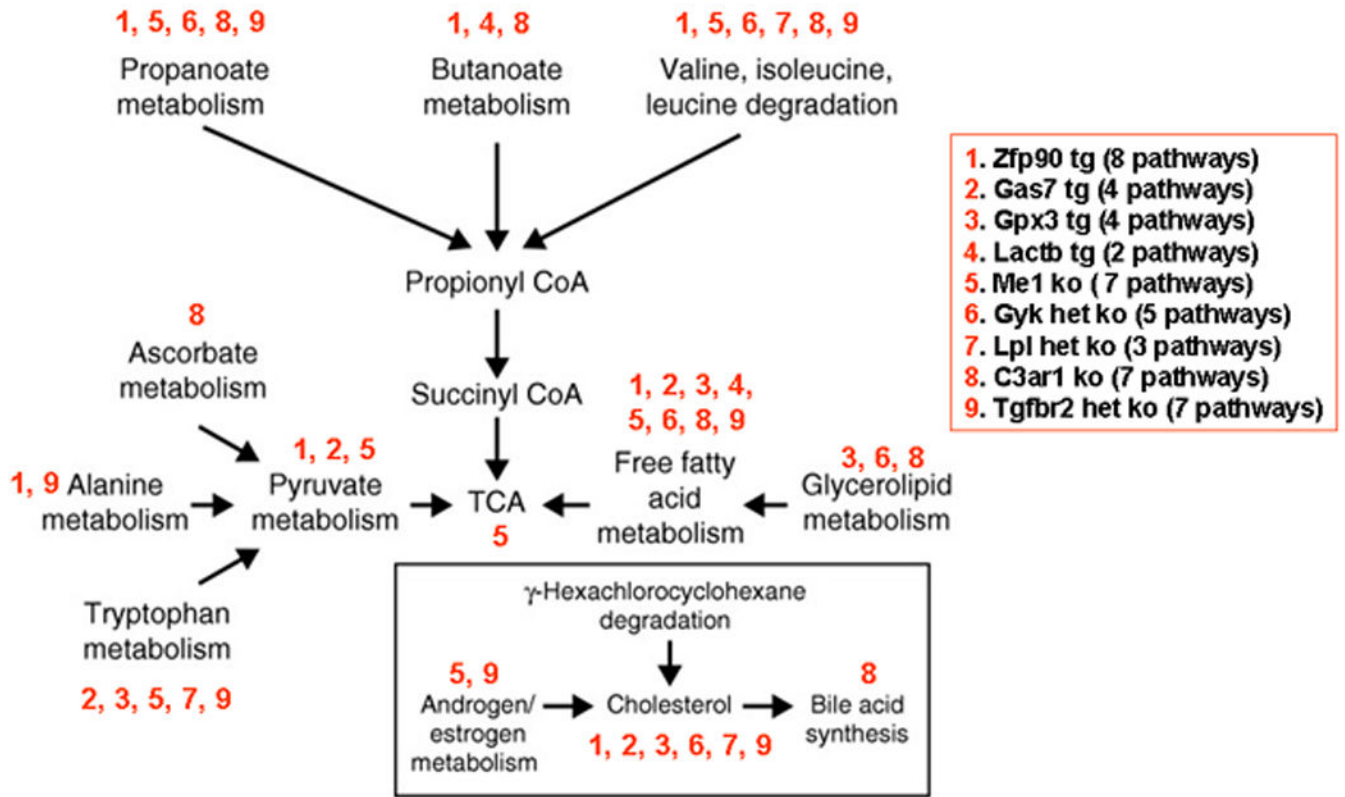 1, 5, 6, 8, 9
Propanoate
metabolism
1, 4, 8
Butanoate
metabolism
1, 5, 6, 7, 8, 9
Valine, isoleucine,
leucine degradation
1. Zfp90 tg (8 pathways)
2. Gas7 tg (4 pathways)
3. Gpx3 tg (4 pathways)
4. Lactb tg (2 pathways)
5. Me1 ko ( 7 pathways)
6. Gyk het ko (5 pathways)
7. Lpl het ko (3 pathways)
8. C3ar1 ko (7 pathways)
9. Tgfbr2 het ko (7 pathways)
Propionyl CoA
Succinyl CoA
8
Ascorbate
metabolism
1, 9 Alanine
metabolism
1, 2, 5
Pyruvate
metabolism
TCA
5
1, 2, 3, 4,
5, 6, 8, 9
Free fatty
acid
metabolism
3, 6, 8
Glycerolipid
metabolism
Tryptophan
metabolism
2, 3, 5, 7, 9
γ-Hexachlorocyclohexane
degradation
5, 9
Androgen/
estrogen
metabolism
Cholesterol
1, 2, 3, 6, 7, 9
8
Bile acid
synthesis